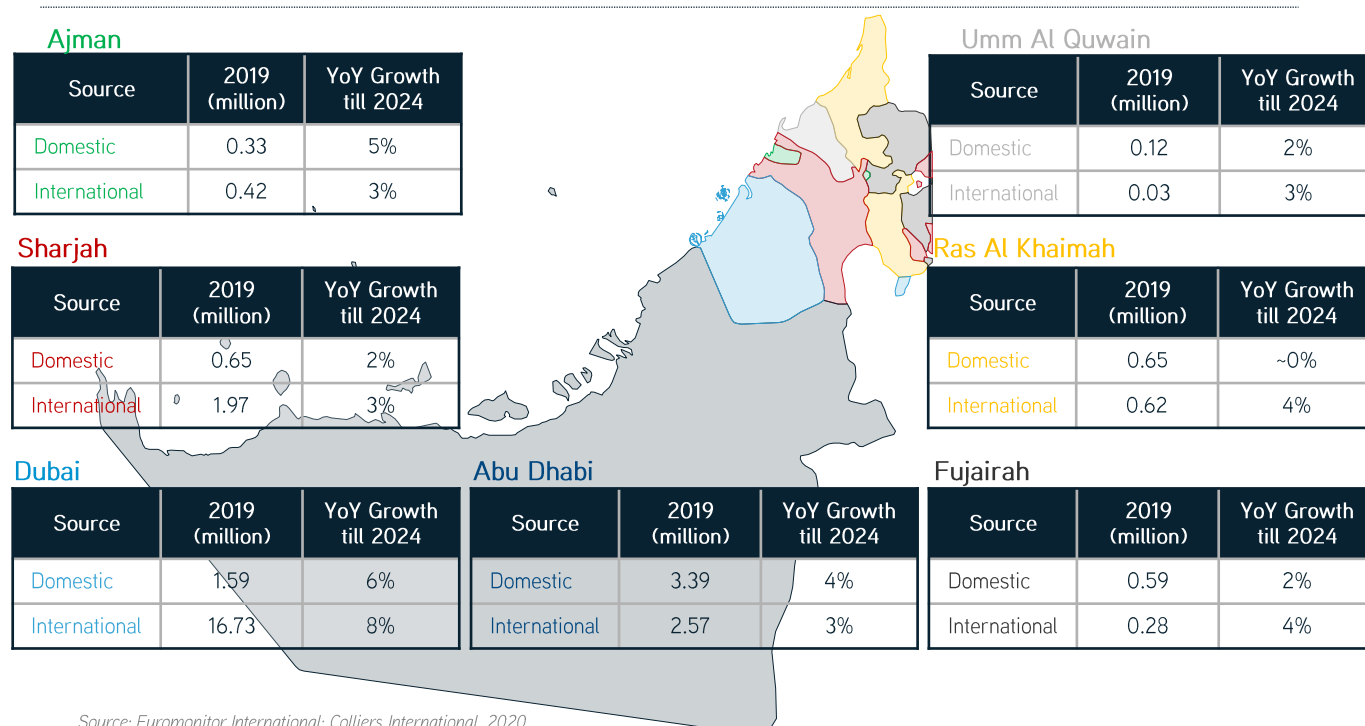 Ajman
Source 2019 (million) YoY Growth till 2024
Domestic 0.33 5%
International 0.42 3%
Umm Al Quwain
Source 2019 (million) YoY Growth till 2024
Domestic 0.12 2%
International 0.03 3%
Sharjah
Source 2019 (million) YoY Growth till 2024
Domestic 0.65 2%
International 1.97 3%
Ras Al Khaimah
Source 2019 (million) YoY Growth till 2024
Domestic 0.65 ~0%
International 0.62 4%
Dubai
Source 2019 (million) YoY Growth till 2024
Domestic 1.59 6%
International 16.73 8%
Abu Dhabi
Source 2019 (million) YoY Growth till 2024
Domestic 3.39 4%
International 2.57 3%
Fujairah
Source 2019 (million) YoY Growth till 2024
Domestic 0.59 2%
International 0.28 4%
Source: Euromonitor International; Colliers International, 2020